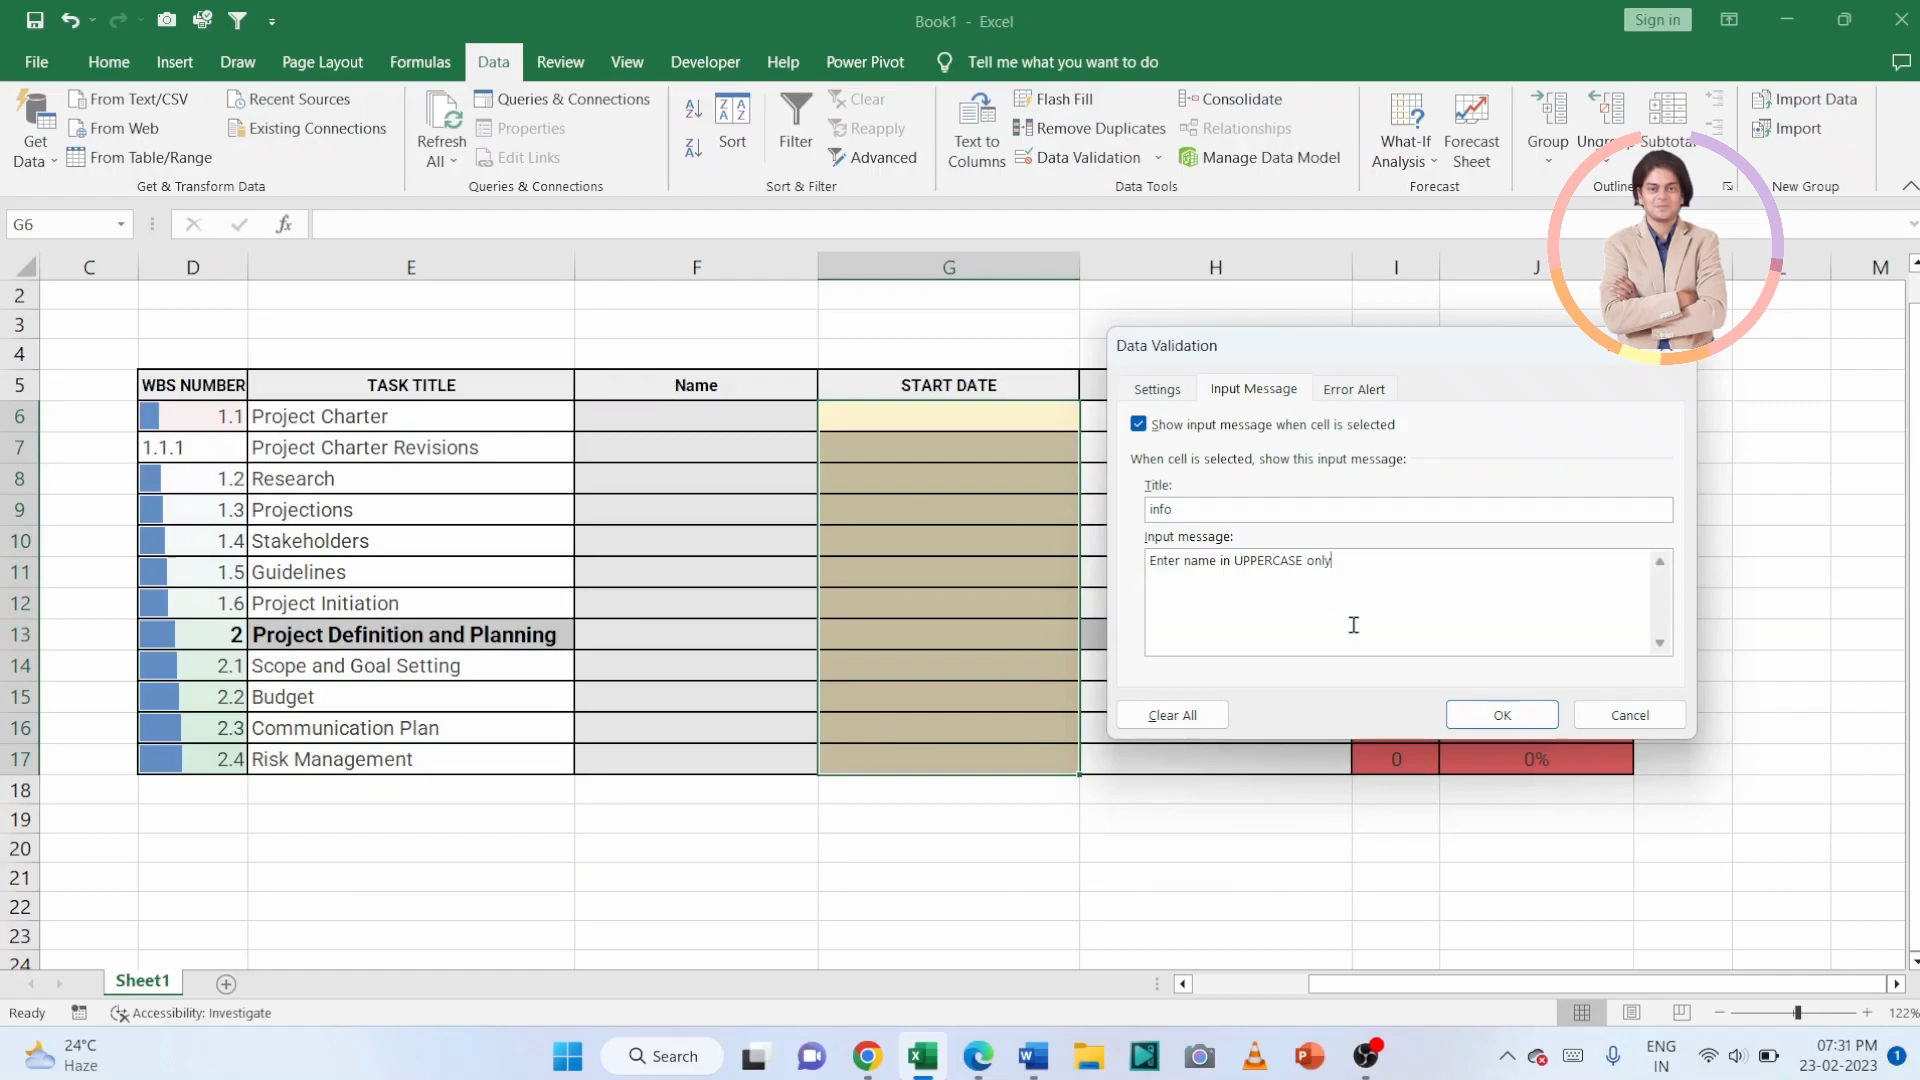 Book1 - Excel
Sign in
File Home Insert Draw Page Layout Formulas Data Review View Developer Help Power Pivot Tell me what you want to do
From Text/CSV Recent Sources Queries & Connections Clear Flash Fill Consolidate Import Data
From Web Existing Connections Properties Reapply Remove Duplicates Relationships Import
Get Data From Table/Range Refresh All Edit Links Sort Filter Advanced Text to Columns Data Validation Manage Data Model What-If Analysis Forecast Sheet Group Subtotal
Get & Transform Data Queries & Connections Sort & Filter Data Tools Forecast New Group
G6 fx
C D E F G H I J M
2
3
4
5 WBS NUMBER TASK TITLE Name START DATE
6 1.1 Project Charter
7 1.1.1 Project Charter Revisions
8 1.2 Research
9 1.3 Projections
10 1.4 Stakeholders
11 1.5 Guidelines
12 1.6 Project Initiation
13 2 Project Definition and Planning
14 2.1 Scope and Goal Setting
15 2.2 Budget
16 2.3 Communication Plan
17 2.4 Risk Management 0 0%
18
19
20
21
22
23
24
Data Validation
Settings Input Message Error Alert
Show input message when cell is selected
When cell is selected, show this input message:
Title:
info
Input message:
Enter name in UPPERCASE only
Clear All OK Cancel
Sheet1
Ready Accessibility: Investigate 122%
24°C
Haze
Search
ENG
IN
07:31 PM
23-02-2023
1